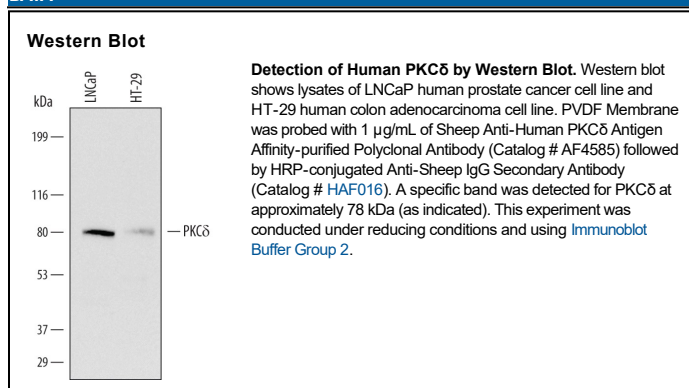 Western Blot
LNCaP
HT-29
kDa
199
116
80
53
37
29
PKCδ
Detection of Human PKCδ by Western Blot. Western blot
shows lysates of LNCaP human prostate cancer cell line and
HT-29 human colon adenocarcinoma cell line. PVDF Membrane
was probed with 1 µg/mL of Sheep Anti-Human PKCδ Antigen
Affinity-purified Polyclonal Antibody (Catalog # AF4585) followed
by HRP-conjugated Anti-Sheep IgG Secondary Antibody
(Catalog # HAF016). A specific band was detected for PKCδ at
approximately 78 kDa (as indicated). This experiment was
conducted under reducing conditions and using Immunoblot
Buffer Group 2.